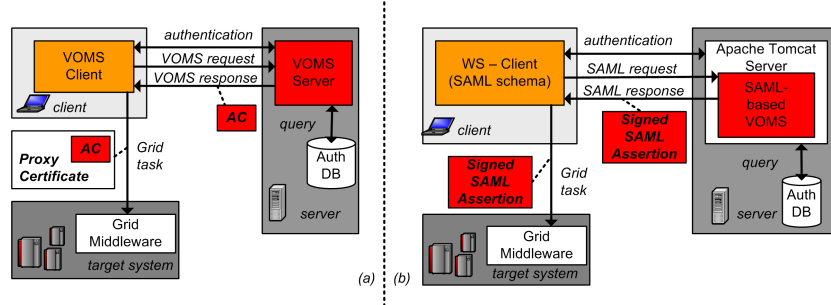 authentication
VOMS request
VOMS response
VOMS
Client
VOMS
Server
client
AC
query
Auth
DB
server
AC
Proxy
Certificate
Grid
task
Grid
Middleware
target system
(a)
authentication
SAML request
SAML response
WS – Client
(SAML schema)
Apache Tomcat
Server
SAML-
based
VOMS
client
Signed
SAML
Assertion
query
Auth
DB
server
Signed
SAML
Assertion
Grid
task
Grid
Middleware
target system
(b)